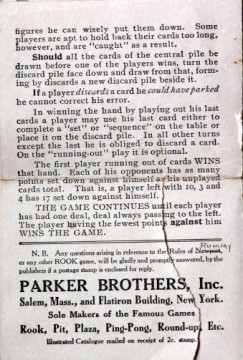 figures he can wisely put them down. Some
players are apt to hold back their cards too long,
however, and are "caught" as a result.
Should all the cards of the central pile be
drawn before one of the players wins, turn the
discard pile face down and draw from that, form-
ing by discards a new discard pile beside it.
If a player discards a card he could have parked
he cannot correct his error.
In winning the hand by playing out his last
cards a player may use his last card either to
complete a "set" or "sequence" on the table or
place it on the discard pile. In all other turns
except the last he is obliged to discard a card.
On the "running-out" play it is optional.
The first player running out of cards WINS
that hand. Each of his opponents has as many
points set down against himself as his unplayed
cards total. That is, a player left with 10, 3 and
4 has 17 set down against himself.
THE GAME CONTINUES until each player
has had one deal, deal always passing to the left.
The player having the fewest points against him
WINS THE GAME.
Rummy
N. B. Any questions arising in reference to the Rules of Newport,
or any other ROOK game, will be gladly and promptly answered, by the
publishers if a postage stamp is enclosed for reply.
PARKER BROTHERS, Inc.
Salem, Mass., and Flatiron Building, New York.
Sole Makers of the Famous Games
Rook, Pit, Plaza, Ping-Pong, Round-up, Etc.
Illustrated Catalogue mailed on receipt of 2c. stamp.